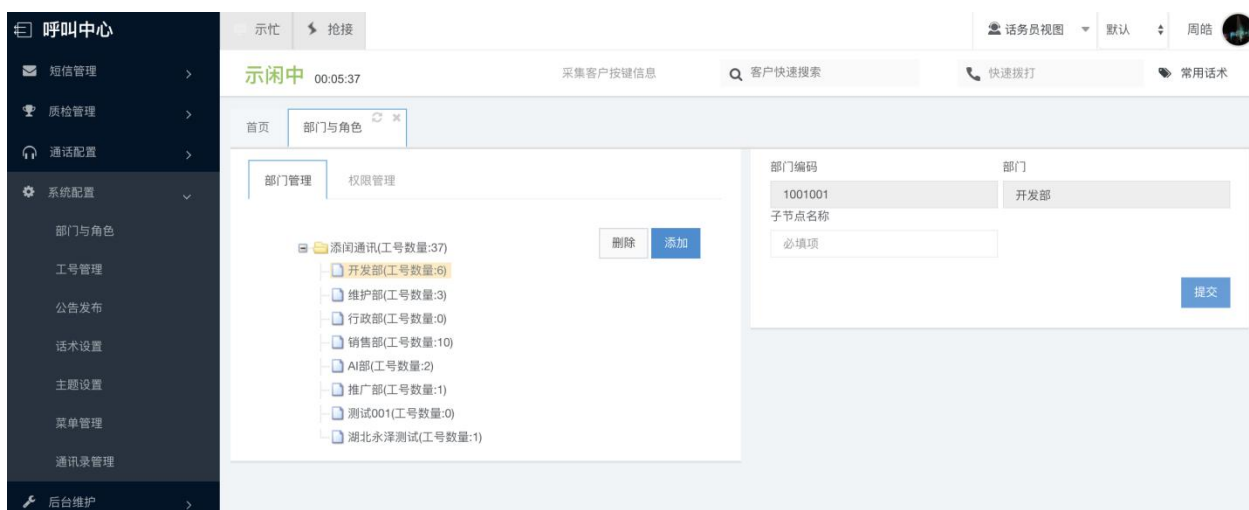 呼叫中心
示忙 抢接 话务员视图 默认 周皓
短信管理
示闲中 00:05:37 采集客户按键信息 客户快速搜索 快速拨打 常用话术
质检管理
首页 部门与角色
通话配置
系统配置
部门与角色
工号管理
公告发布
话术设置
主题设置
菜单管理
通讯录管理
后台维护
部门管理 权限管理
删除 添加
添闰通讯(工号数量:37)
开发部(工号数量:6)
维护部(工号数量:3)
行政部(工号数量:0)
销售部(工号数量:10)
AI部(工号数量:2)
推广部(工号数量:1)
测试001(工号数量:0)
湖北永泽测试(工号数量:1)
部门编码 部门
1001001 开发部
子节点名称
必填项
提交